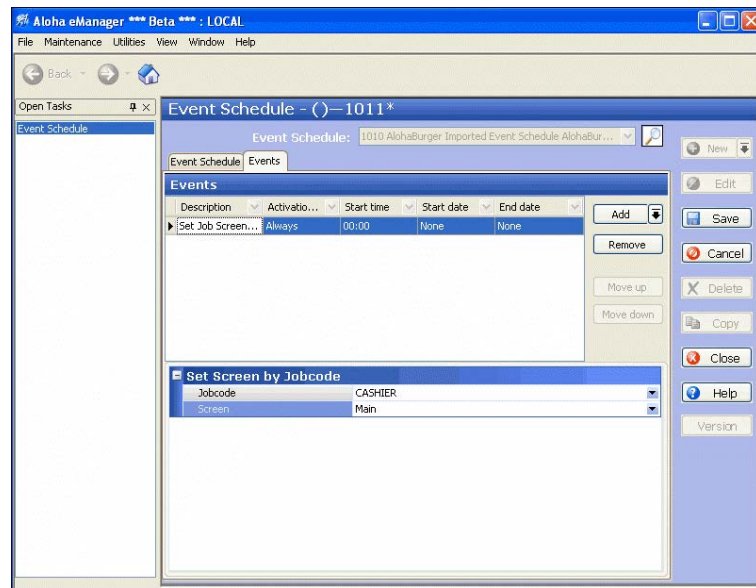 Aloha eManager *** Beta *** : LOCAL
File Maintenance Utilities View Window Help
Back
Open Tasks
Event Schedule
Event Schedule - ()—1011*
Event Schedule: 1010 AlohaBurger Imported Event Schedule AlohaBur...
Event Schedule Events
Events
Description Activatio... Start time Start date End date
Set Job Screen... Always 00:00 None None
Add
Remove
Move up
Move down
Set Screen by Jobcode
Jobcode CASHIER
Screen Main
New
Edit
Save
Cancel
Delete
Copy
Close
Help
Version